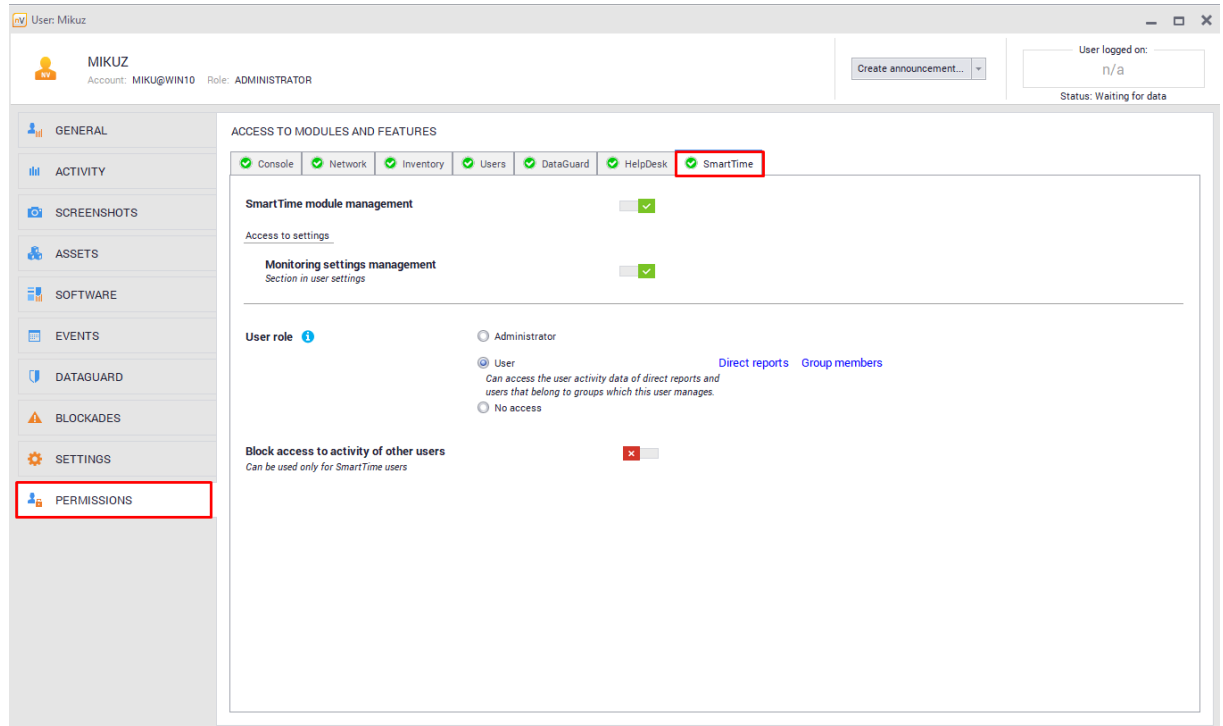 nV User: Mikuz
MIKUZ
Account: MIKU@WIN10 Role: ADMINISTRATOR
NV
Create announcement...
User logged on:
n/a
Status: Waiting for data
GENERAL
ACTIVITY
SCREENSHOTS
ASSETS
SOFTWARE
EVENTS
DATAGUARD
BLOCKADES
SETTINGS
PERMISSIONS
ACCESS TO MODULES AND FEATURES
Console Network Inventory Users DataGuard HelpDesk SmartTime
SmartTime module management
Access to settings
Monitoring settings management
Section in user settings
User role i
Administrator
User Direct reports Group members
Can access the user activity data of direct reports and
users that belong to groups which this user manages.
No access
Block access to activity of other users
Can be used only for SmartTime users